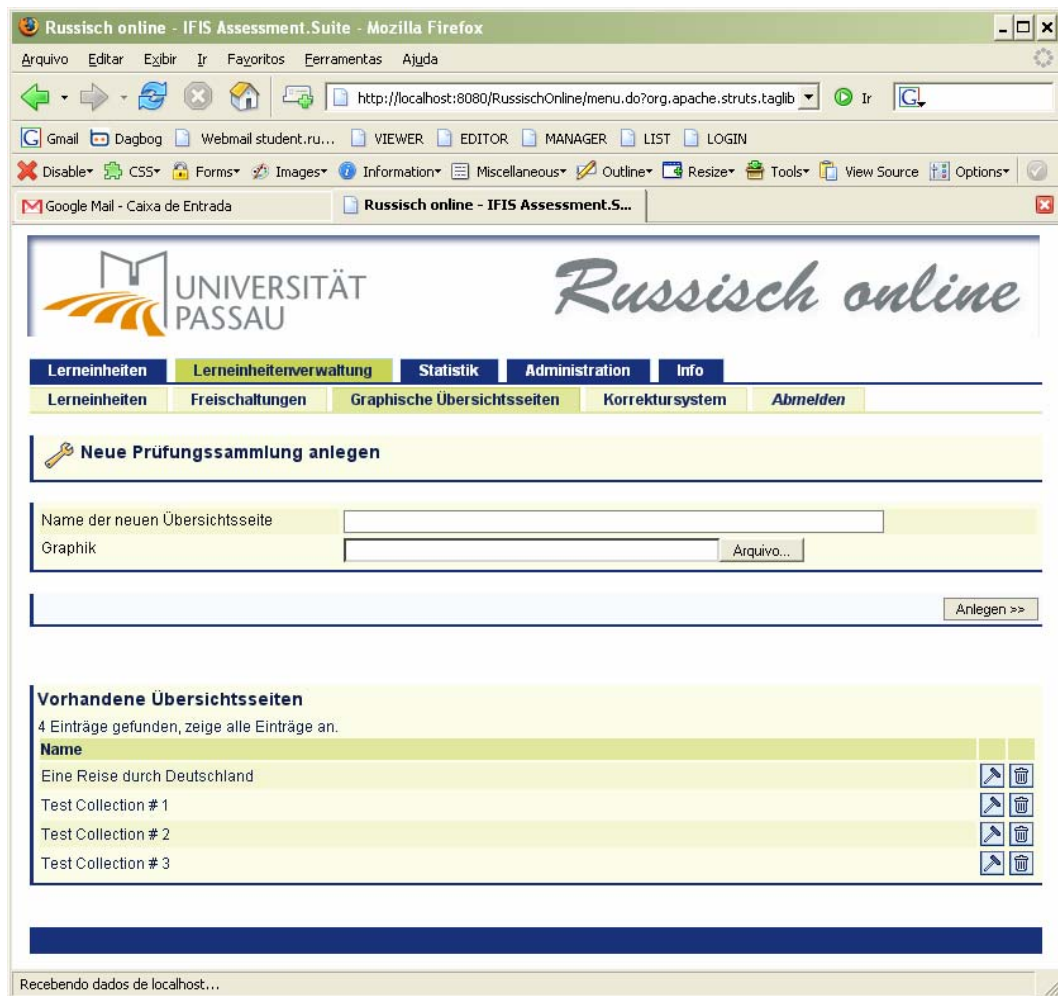 Russisch online - IFIS Assessment.Suite - Mozilla Firefox
Arquivo Editar Exibir Ir Favoritos Ferramentas Ajuda
http://localhost:8080/RussischOnline/menu.do?org.apache.struts.taglib Ir G
Gmail Dagbog Webmail student.ru... VIEWER EDITOR MANAGER LIST LOGIN
Disable CSS Forms Images Information Miscellaneous Outline Resize Tools View Source Options
Google Mail - Caixa de Entrada Russisch online - IFIS Assessment.S...
UNIVERSITÄT
PASSAU
Russisch online
Lerneinheiten Lerneinheitenverwaltung Statistik Administration Info
Lerneinheiten Freischaltungen Graphische Übersichtsseiten Korrektursystem Abmelden
Neue Prüfungssammlung anlegen
Name der neuen Übersichtsseite
Graphik Arquivo...
Anlegen >>
Vorhandene Übersichtsseiten
4 Einträge gefunden, zeige alle Einträge an.
Name
Eine Reise durch Deutschland
Test Collection # 1
Test Collection # 2
Test Collection # 3
Recebendo dados de localhost...